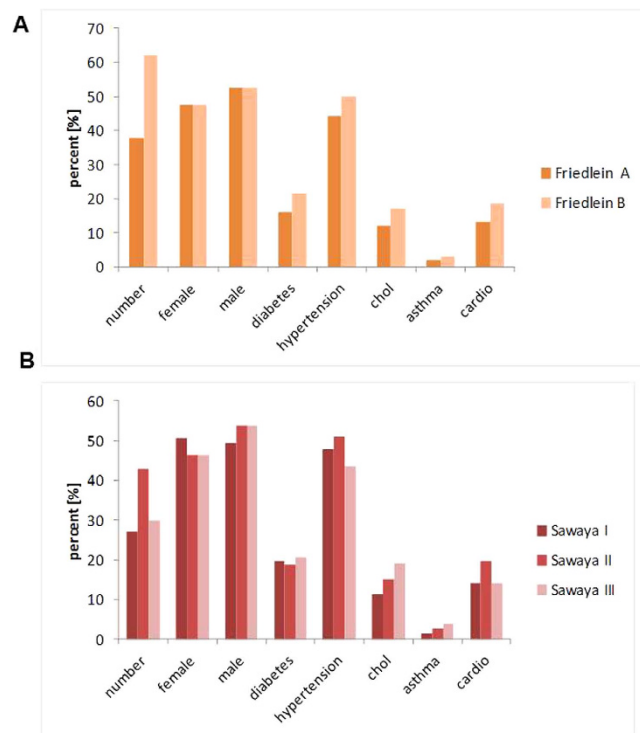 A
70
60
50
40
30
20
10
0
percent [%]
number
female
male
diabetes
hypertension
chol
asthma
cardio
Friedlein A
Friedlein B
B
60
50
40
30
20
10
0
percent [%]
number
female
male
diabetes
hypertension
chol
asthma
cardio
Sawaya I
Sawaya II
Sawaya III